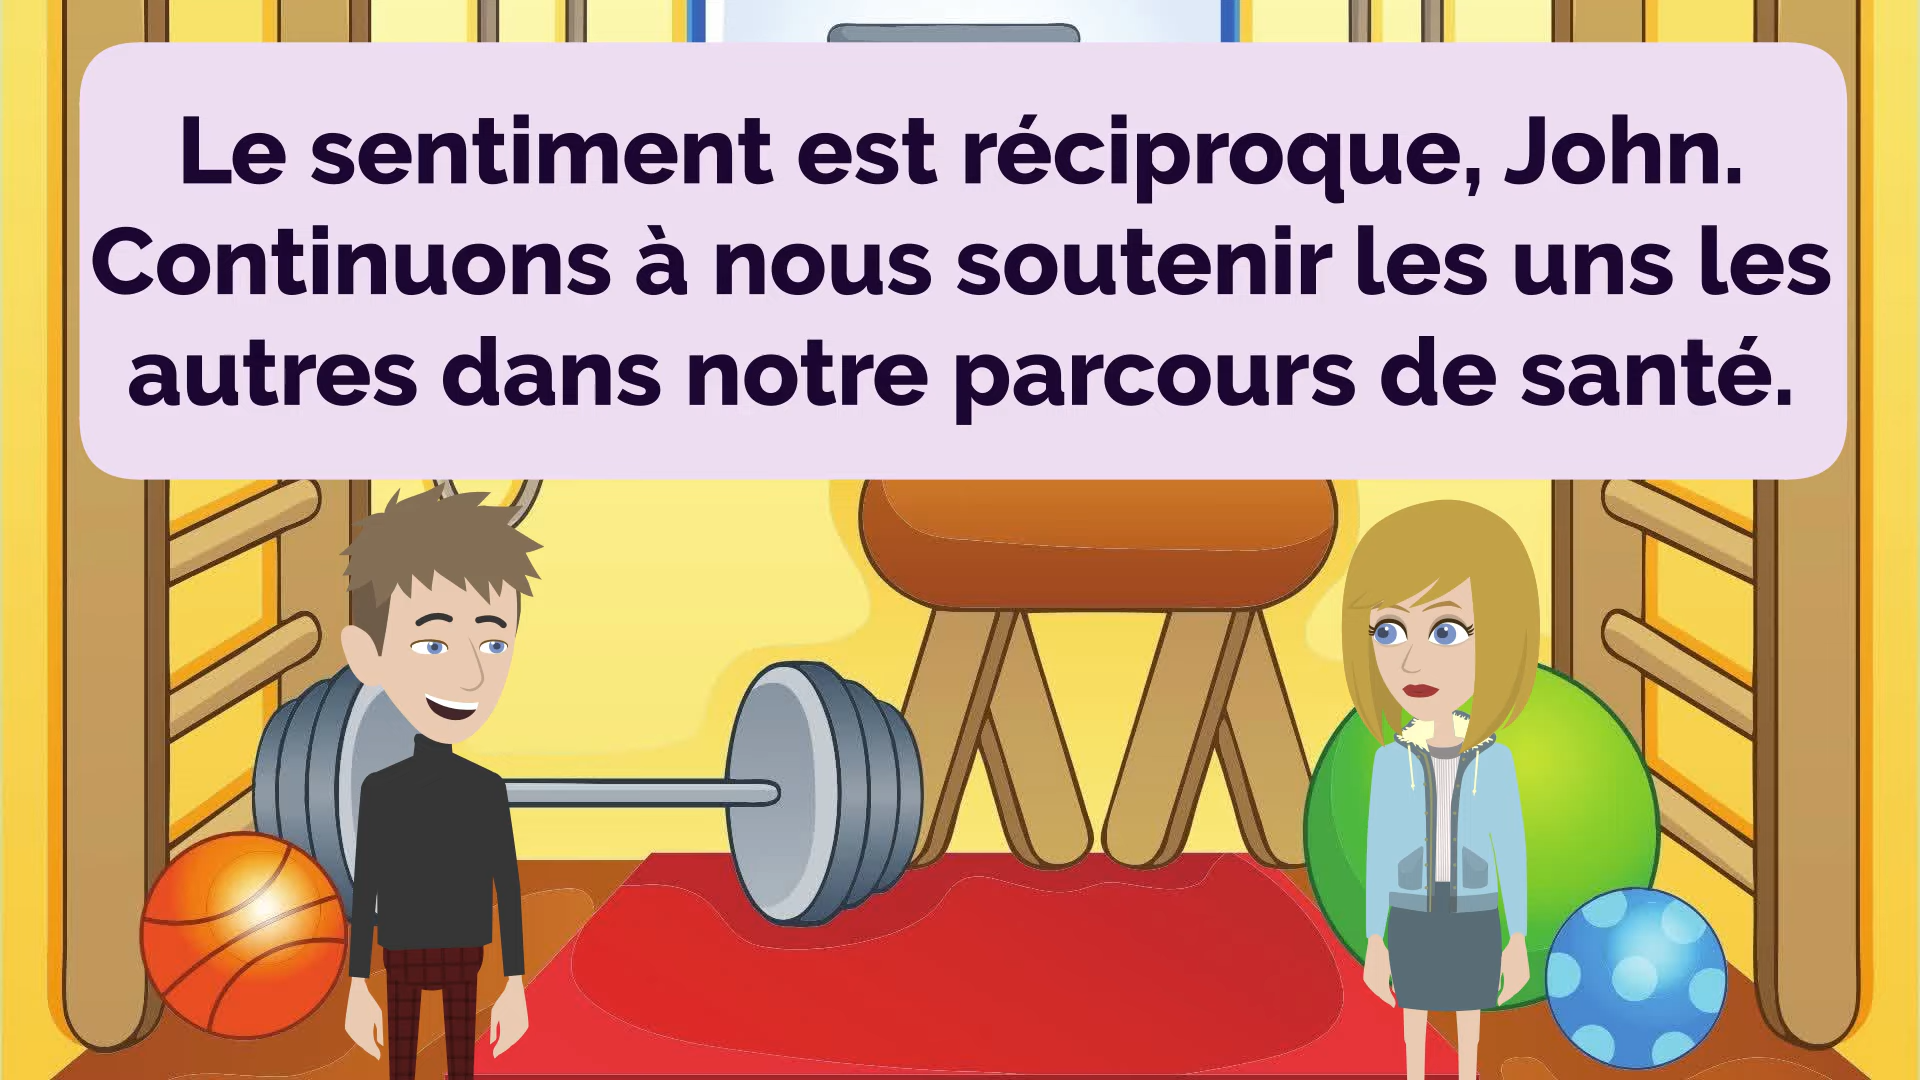 Le sentiment est réciproque, John.
Continuons à nous soutenir les uns les
autres dans notre parcours de santé.